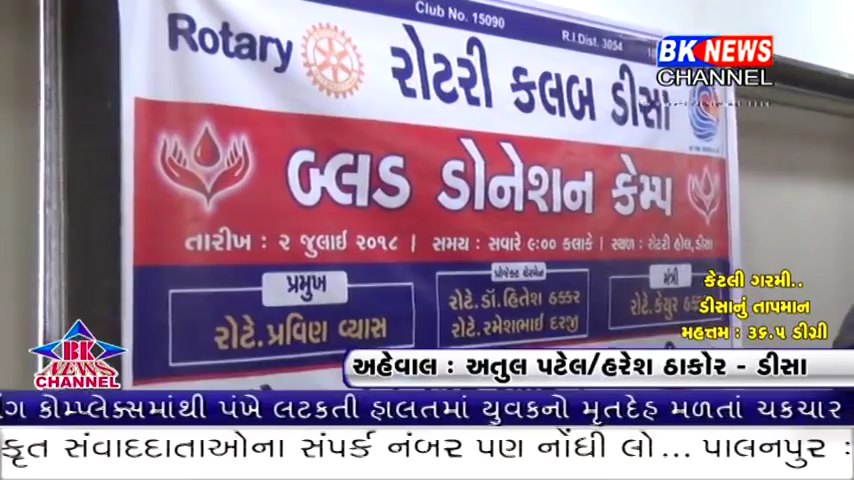 Club No. 15090
R.I.Dist. 3054
Rotary
રોટરી કલબ ડીસા
BK NEWS
CHANNEL
બ્લડ ડોનેશન કેમ્પ
તારીખ : ૨ જુલાઇ ૨૦૧૮ | સમય : સવારે ૯:૦૦ કલાકે | સ્થળ : રોટરી હોલ, ડીસા
પ્રમુખ
રોટે. પ્રવિણ વ્યાસ
પ્રોજેક્ટ ચેરમેન
રોટે. ડૉ. હિતેશ ઠક્કર
રોટે. રમેશભાઇ દરજી
મંત્રી
રોટે. કેયુર
કેટલી ગરમી..
ડીસાનું તાપમાન
મહત્તમ : ૩૬.૫ ડીગ્રી
BK
NEWS
CHANNEL
અહેવાલ : અતુલ પટેલ/હરેશ ઠાકોર - ડીસા
ગ કોમ્પ્લેક્સમાંથી પંખે લટકતી હાલતમાં યુવકનો મૃતદેહ મળતાં ચકચાર
કૃત સંવાદદાતાઓના સંપર્ક નંબર પણ નોંધી લો... પાલનપુર :